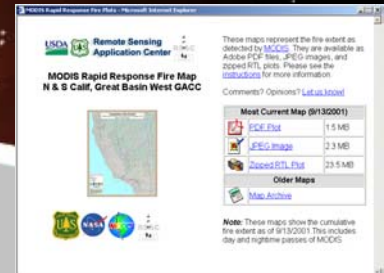 MODIS Rapid Response Fire Plots - Microsoft Internet Explorer
USDA
Remote Sensing
Application Center
MODIS Rapid Response Fire Map
N & S Calif, Great Basin West GACC
NASA
These maps represent the fire extent as
detected by MODIS. They are available as
Adobe PDF files, JPEG images, and
zipped RTL plots. Please see the
instructions for more information.
Comments? Opinions? Let us know!
Most Current Map (9/13/2001)
PDF Plot 1.5 MB
JPEG Image 2.3 MB
Zipped RTL Plot 23.5 MB
Older Maps
Map Archive
Note: These maps show the cumulative
fire extent as of 9/13/2001 This includes
day and nighttime passes of MODIS.